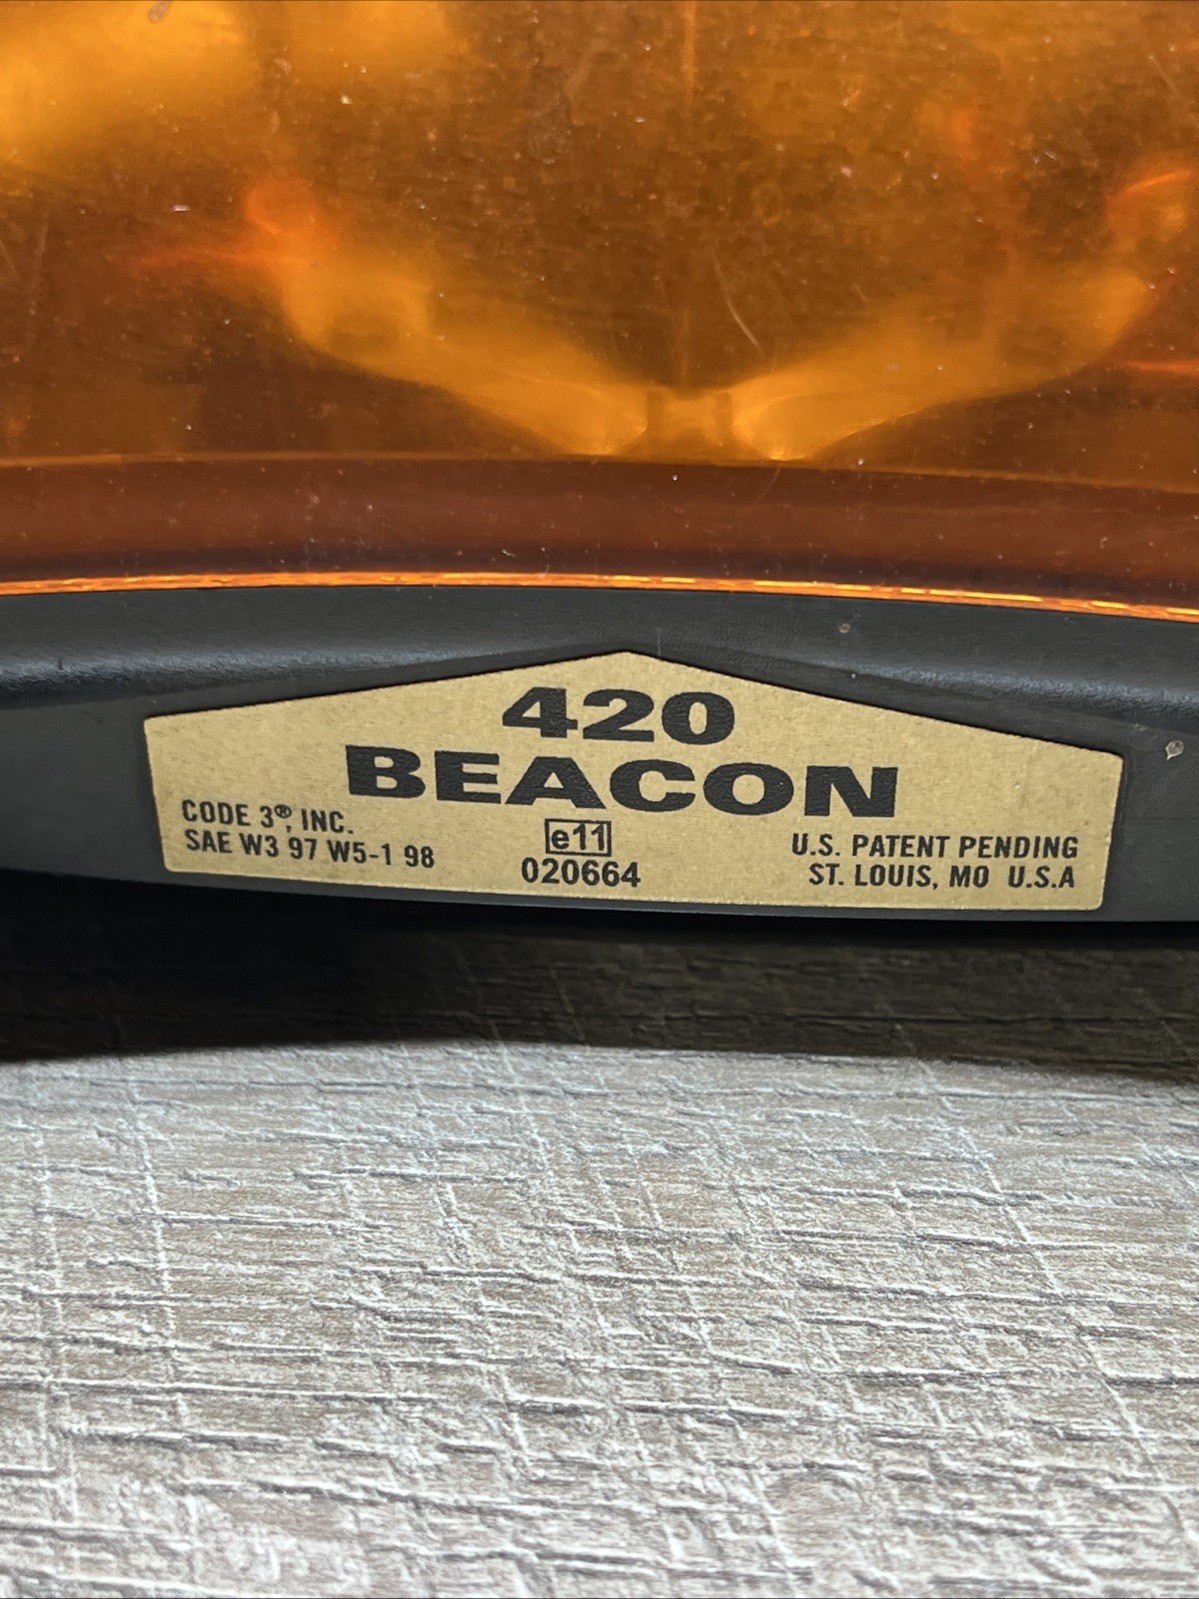 420
BEACON
CODE 3®, INC.
SAE W3 97 W5-1 98
e11
020664
U.S. PATENT PENDING
ST. LOUIS, MO U.S.A